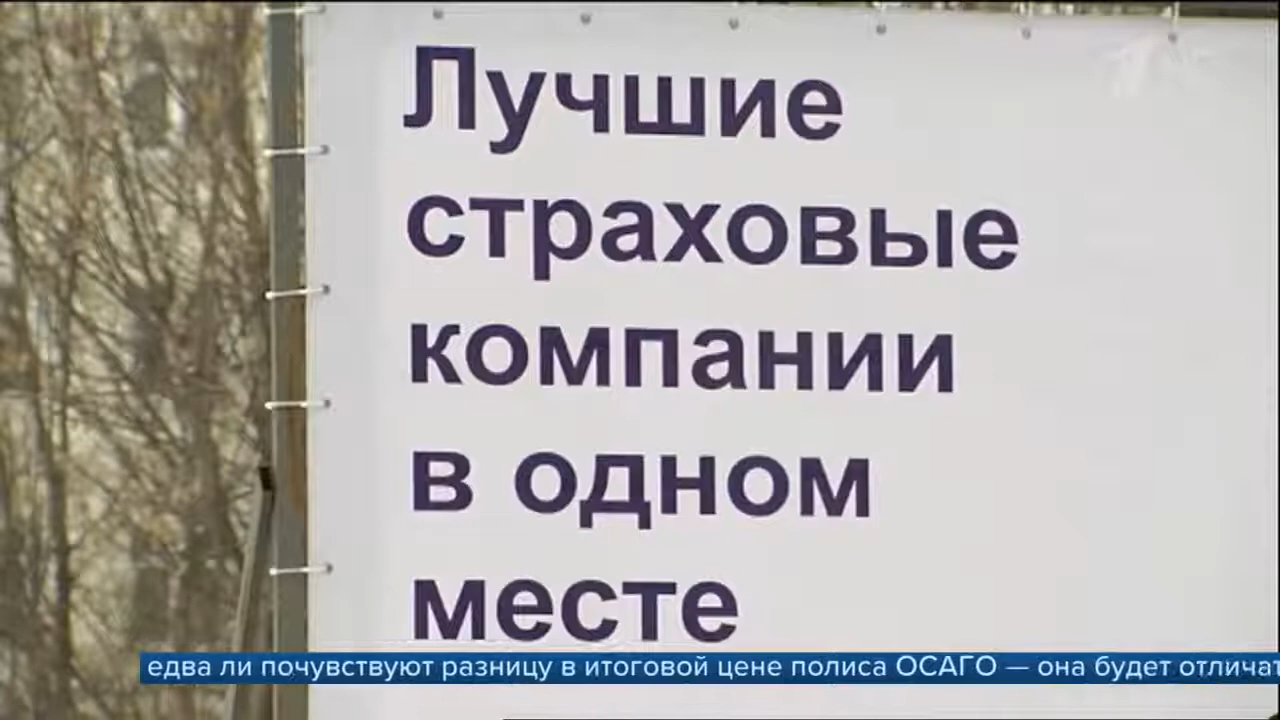 Лучшие
страховые
компании
в одном
месте
едва ли почувствуют разницу в итоговой цене полиса ОСАГО — она будет отличат